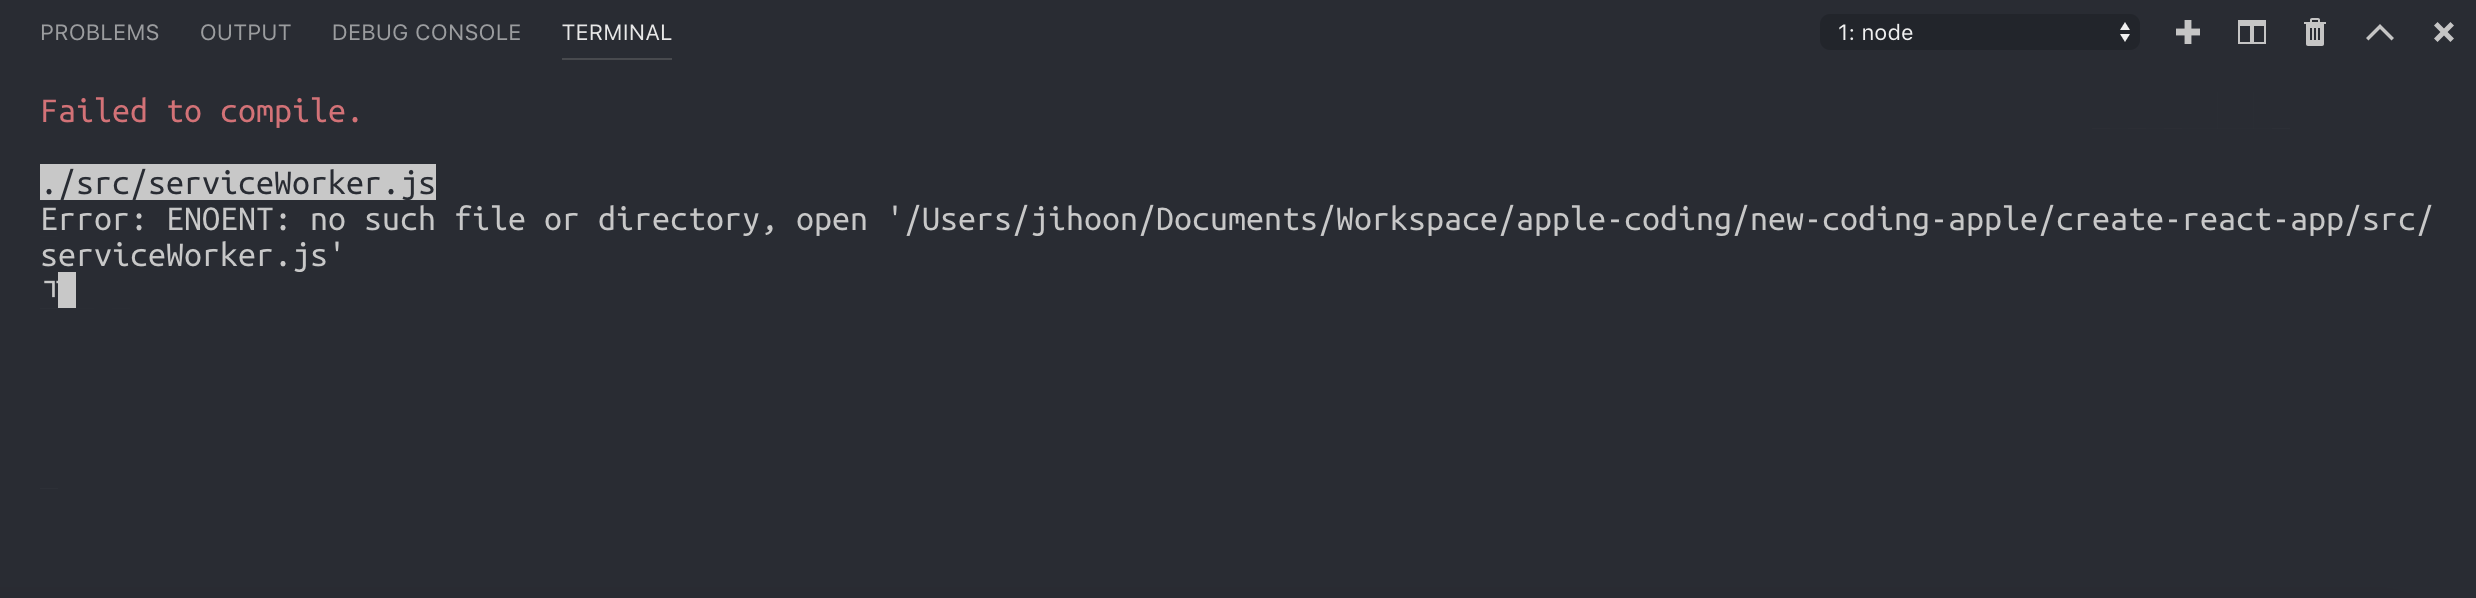 PROBLEMS OUTPUT DEBUG CONSOLE TERMINAL 1: node
Failed to compile.
./src/serviceWorker.js
Error: ENOENT: no such file or directory, open '/Users/jihoon/Documents/Workspace/apple-coding/new-coding-apple/create-react-app/src/
serviceWorker.js'